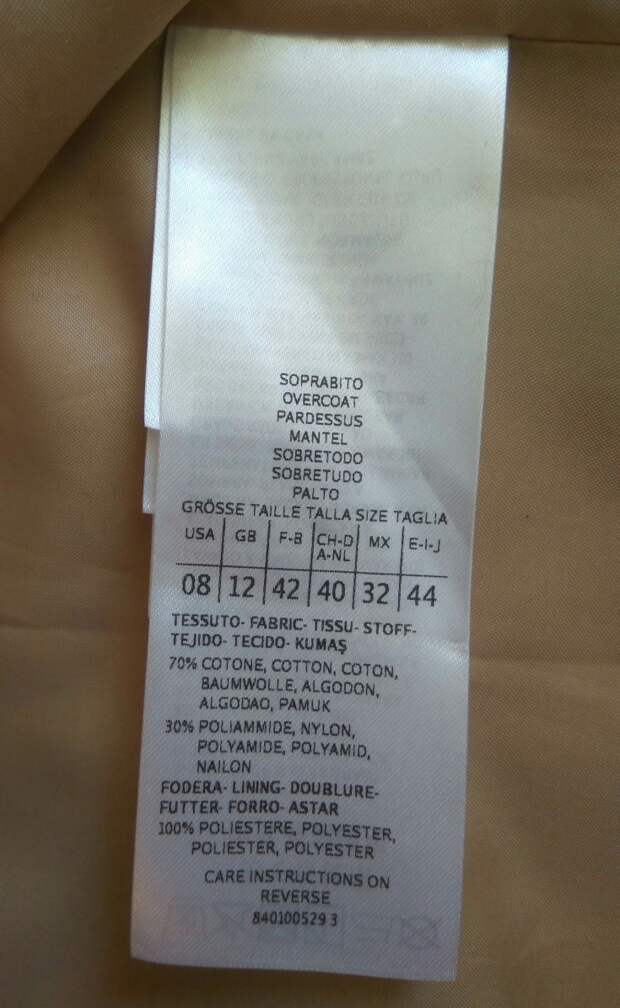 SOPRABITO
OVERCOAT
PARDESSUS
MANTEL
SOBRETODO
SOBRETUDO
PALTO
GRÖSSE TAILLE TALLA SIZE TAGLIA
USA GB F-B CH-D A-NL MX E-I-J
08 12 42 40 32 44
TESSUTO- FABRIC- TISSU- STOFF-
TEJIDO- TECIDO- KUMAŞ
70% COTONE, COTTON, COTON,
BAUMWOLLE, ALGODON,
ALGODAO, PAMUK
30% POLIAMMIDE, NYLON,
POLYAMIDE, POLYAMID,
NAILON
FODERA- LINING- DOUBLURE-
FUTTER- FORRO- ASTAR
100% POLIESTERE, POLYESTER,
POLIESTER, POLYESTER
CARE INSTRUCTIONS ON
REVERSE
840100529 3